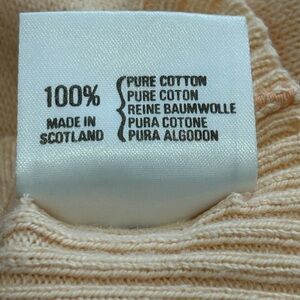 100%
MADE IN
SCOTLAND
PURE COTTON
PURE COTON
REINE BAUMWOLLE
PURA COTONE
PURA ALGODON